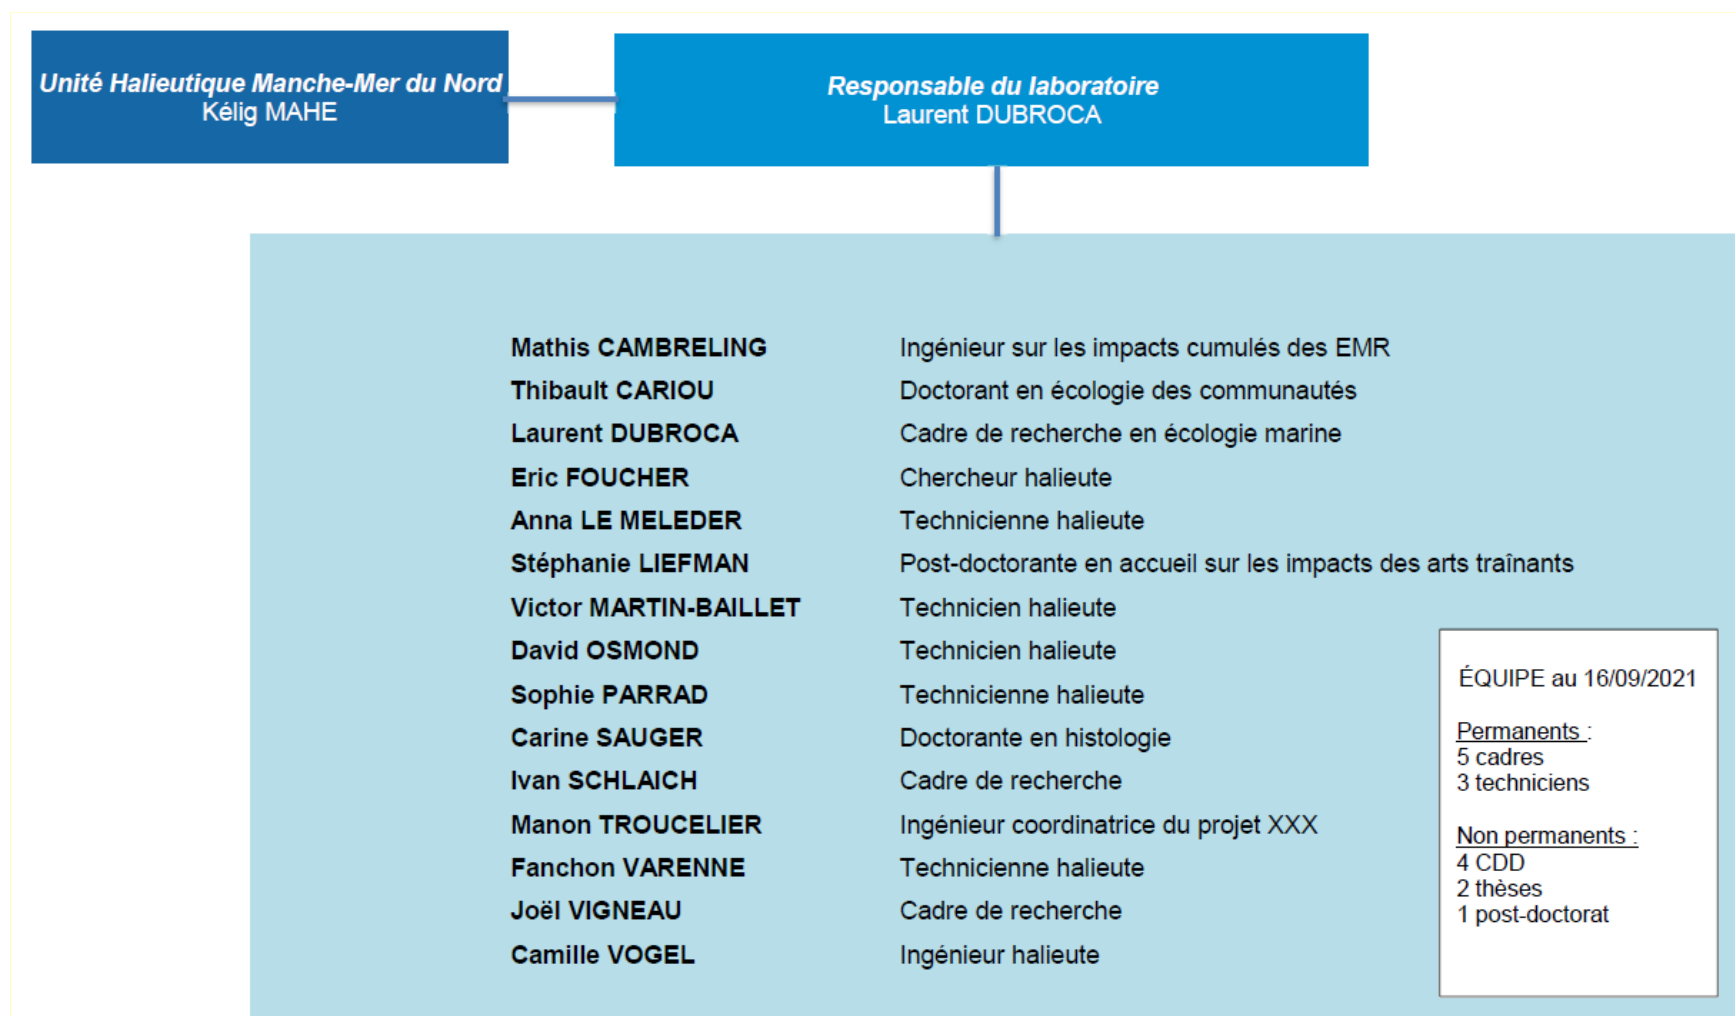 Unité Halieutique Manche-Mer du Nord
Kélig MAHE
Responsable du laboratoire
Laurent DUBROCA
Mathis CAMBRELING Ingénieur sur les impacts cumulés des EMR
Thibault CARIOU Doctorant en écologie des communautés
Laurent DUBROCA Cadre de recherche en écologie marine
Eric FOUCHER Chercheur halieute
Anna LE MELEDER Technicienne halieute
Stéphanie LIEFMAN Post-doctorante en accueil sur les impacts des arts traînants
Victor MARTIN-BAILLET Technicien halieute
David OSMOND Technicien halieute
Sophie PARRAD Technicienne halieute
Carine SAUGER Doctorante en histologie
Ivan SCHLAICH Cadre de recherche
Manon TROUCELIER Ingénieur coordinatrice du projet XXX
Fanchon VARENNE Technicienne halieute
Joël VIGNEAU Cadre de recherche
Camille VOGEL Ingénieur halieute
ÉQUIPE au 16/09/2021
Permanents :
5 cadres
3 techniciens
Non permanents :
4 CDD
2 thèses
1 post-doctorat